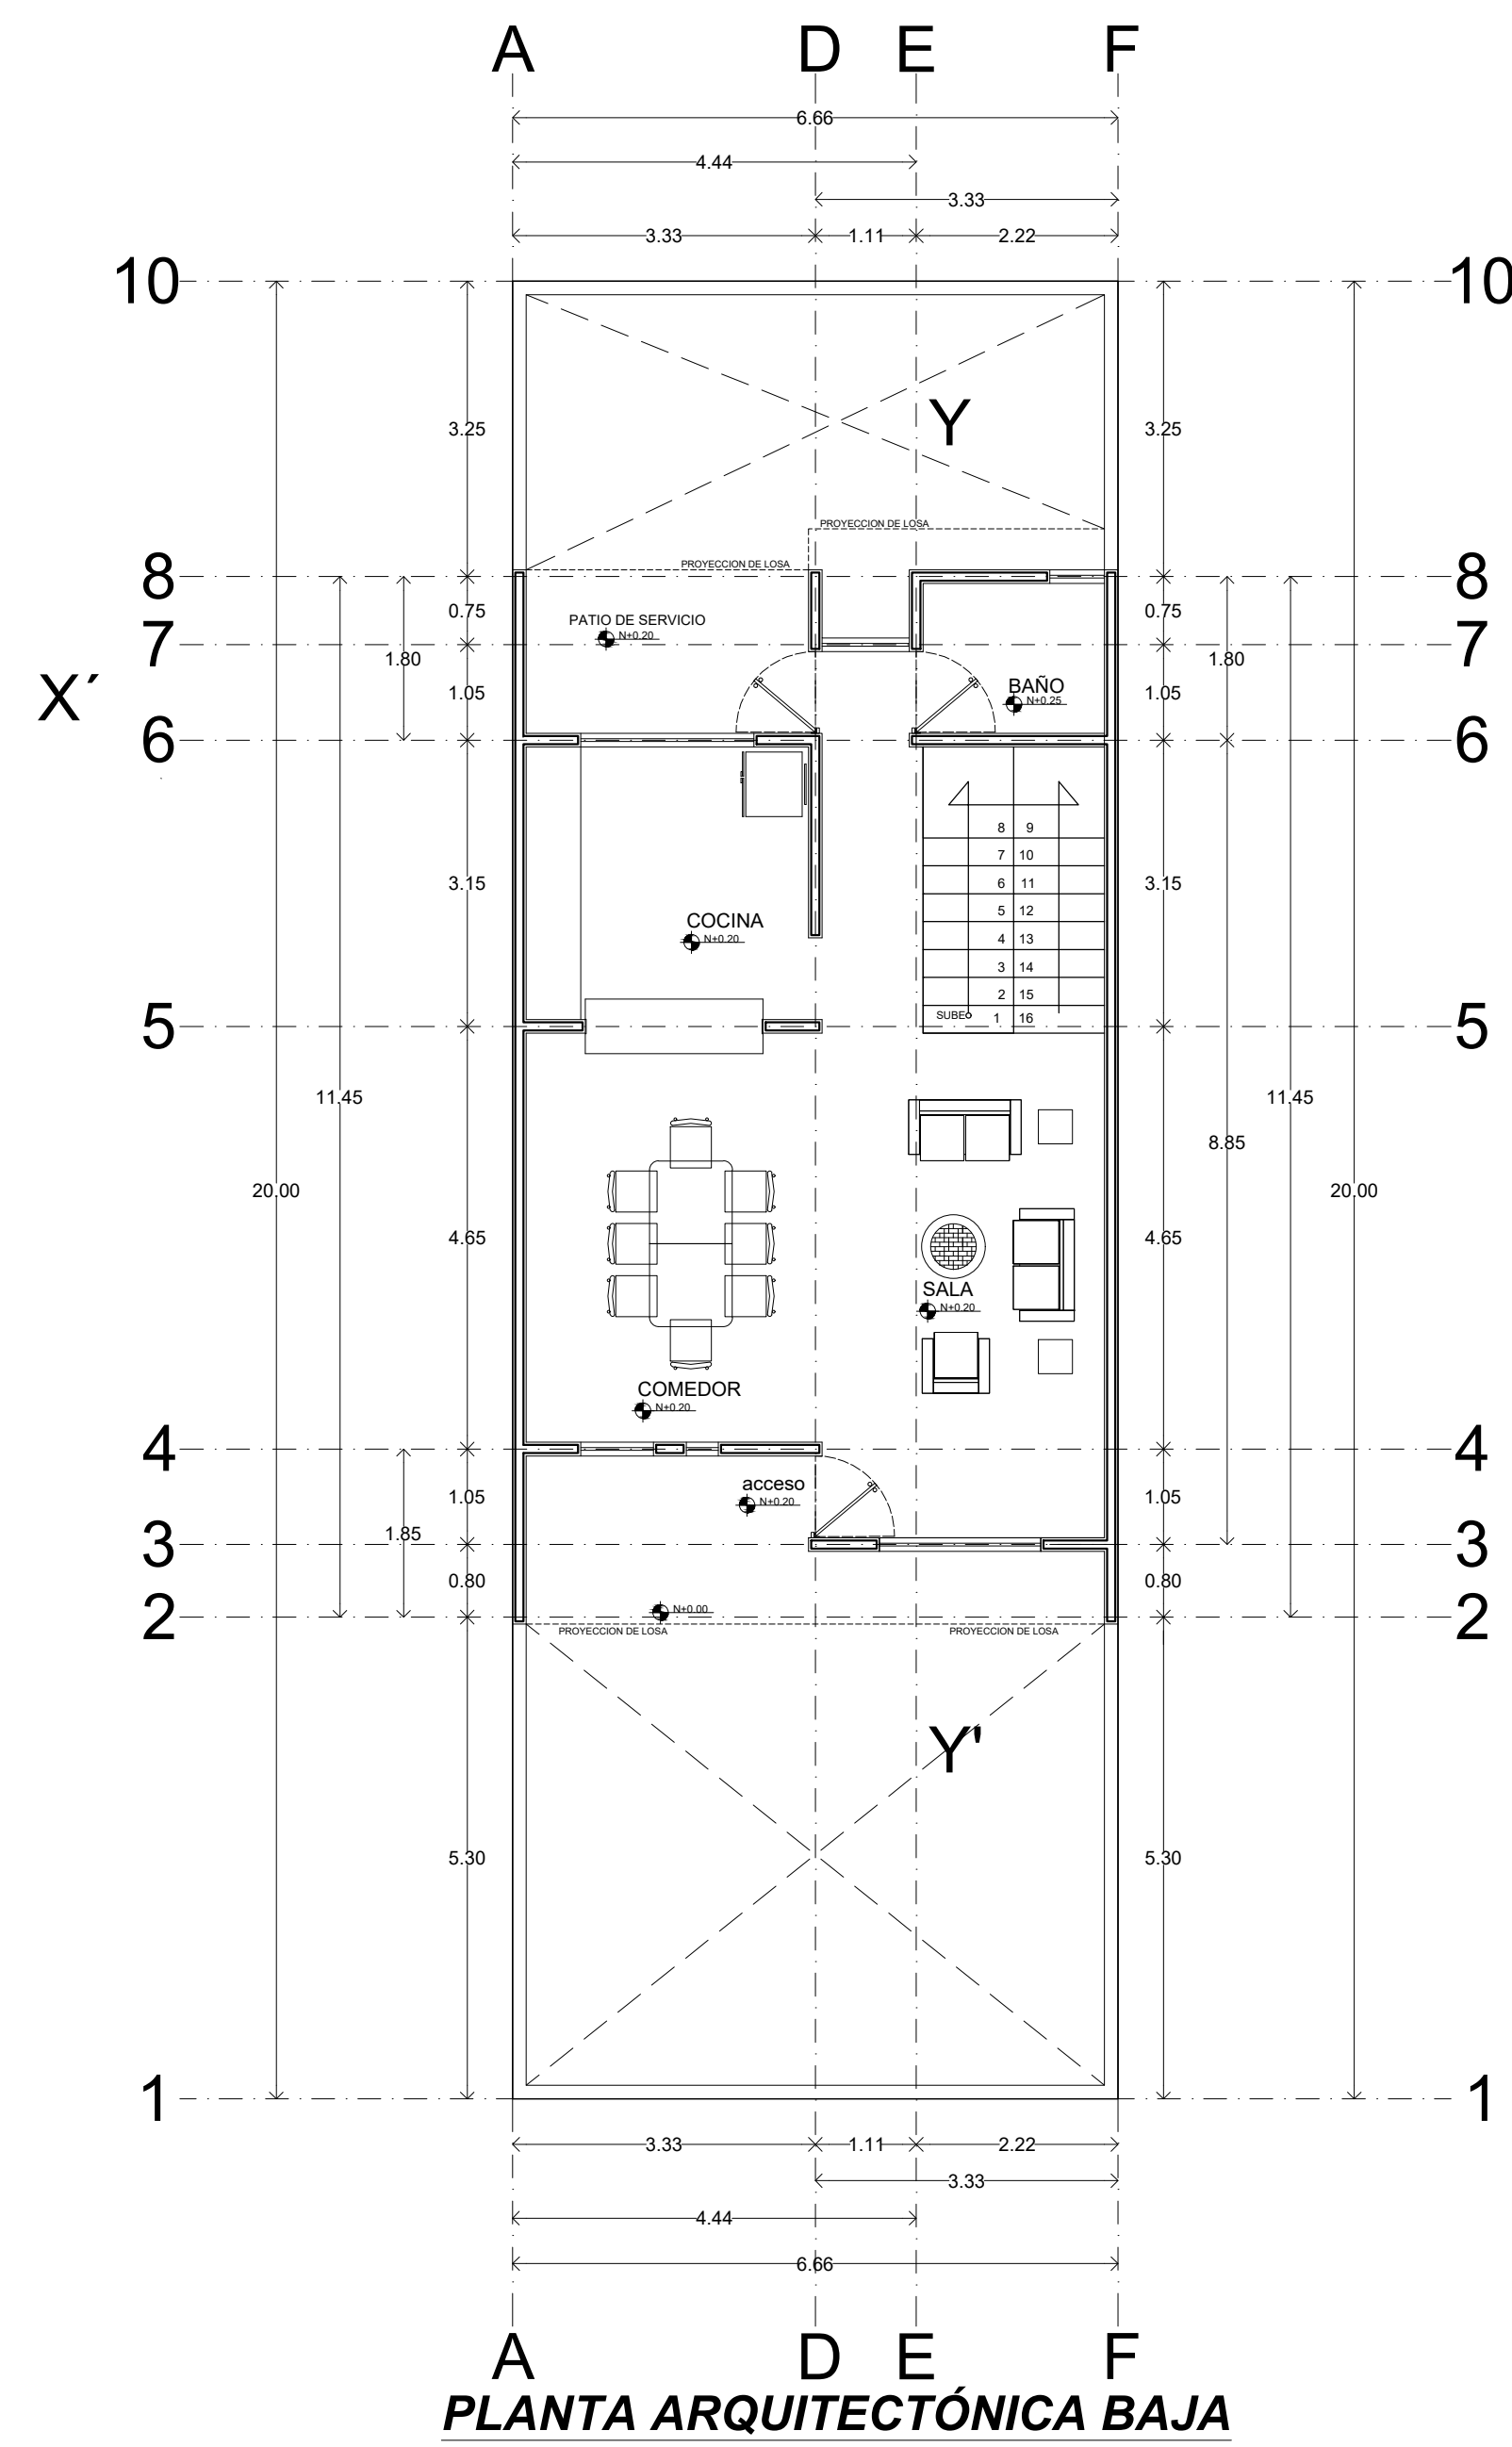 A D E F
6.66
4.44
3.33
3.33 1.11 2.22
10 10
3.25 Y 3.25
PROYECCION DE LOSA
PROYECCION DE LOSA
8 8
0.75 0.75
PATIO DE SERVICIO
N+0.20
7 7
1.80 1.80
X´ 1.05 BAÑO 1.05
N+0.25
6 6
8 9
7 10
3.15 6 11 3.15
5 12
COCINA
N+0.20 4 13
3 14
2 15
SUBE 1 16
5 5
11.45 11.45
8.85
20.00 20.00
4.65 4.65
SALA
N+0.20
COMEDOR
N+0.20
4 4
acceso
1.05 N+0.20 1.05
1.85
3 3
0.80 0.80
N+0.00
2 2
PROYECCION DE LOSA PROYECCION DE LOSA
Y'
5.30 5.30
1 1
3.33 1.11 2.22
3.33
4.44
6.66
A D E F
PLANTA ARQUITECTÓNICA BAJA